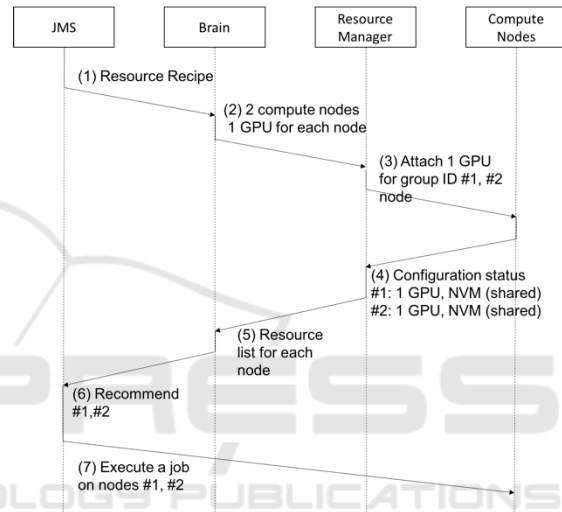 JMS
Brain
Resource
Manager
Compute
Nodes
(1) Resource Recipe
(2) 2 compute nodes
1 GPU for each node
(3) Attach 1 GPU
for group ID #1, #2
node
(4) Configuration status
#1: 1 GPU, NVM (shared)
#2: 1 GPU, NVM (shared)
(5) Resource
list for each
node
(6) Recommend
#1,#2
(7) Execute a job
on nodes #1, #2
PRESS
OLOGY PUBLICATIONS